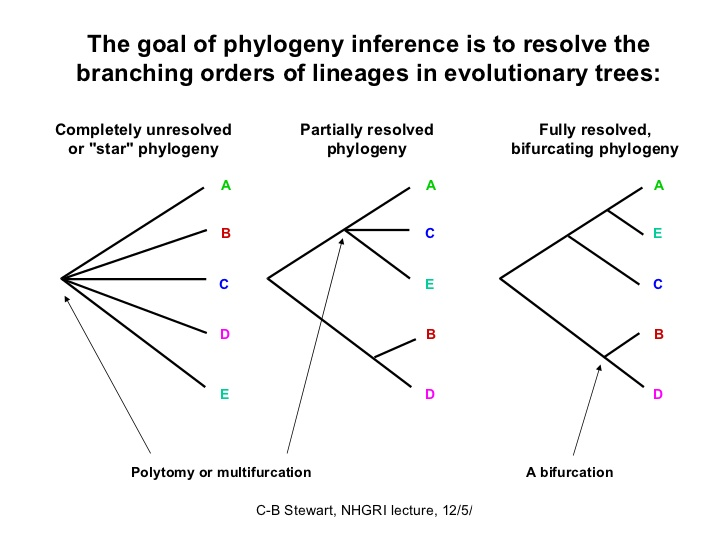 The goal of phylogeny inference is to resolve the
branching orders of lineages in evolutionary trees:
Completely unresolved
or "star" phylogeny
A
B
C
D
E
Partially resolved
phylogeny
A
C
E
B
D
Fully resolved,
bifurcating phylogeny
A
E
C
B
D
Polytomy or multifurcation
A bifurcation
C-B Stewart, NHGRI lecture, 12/5/